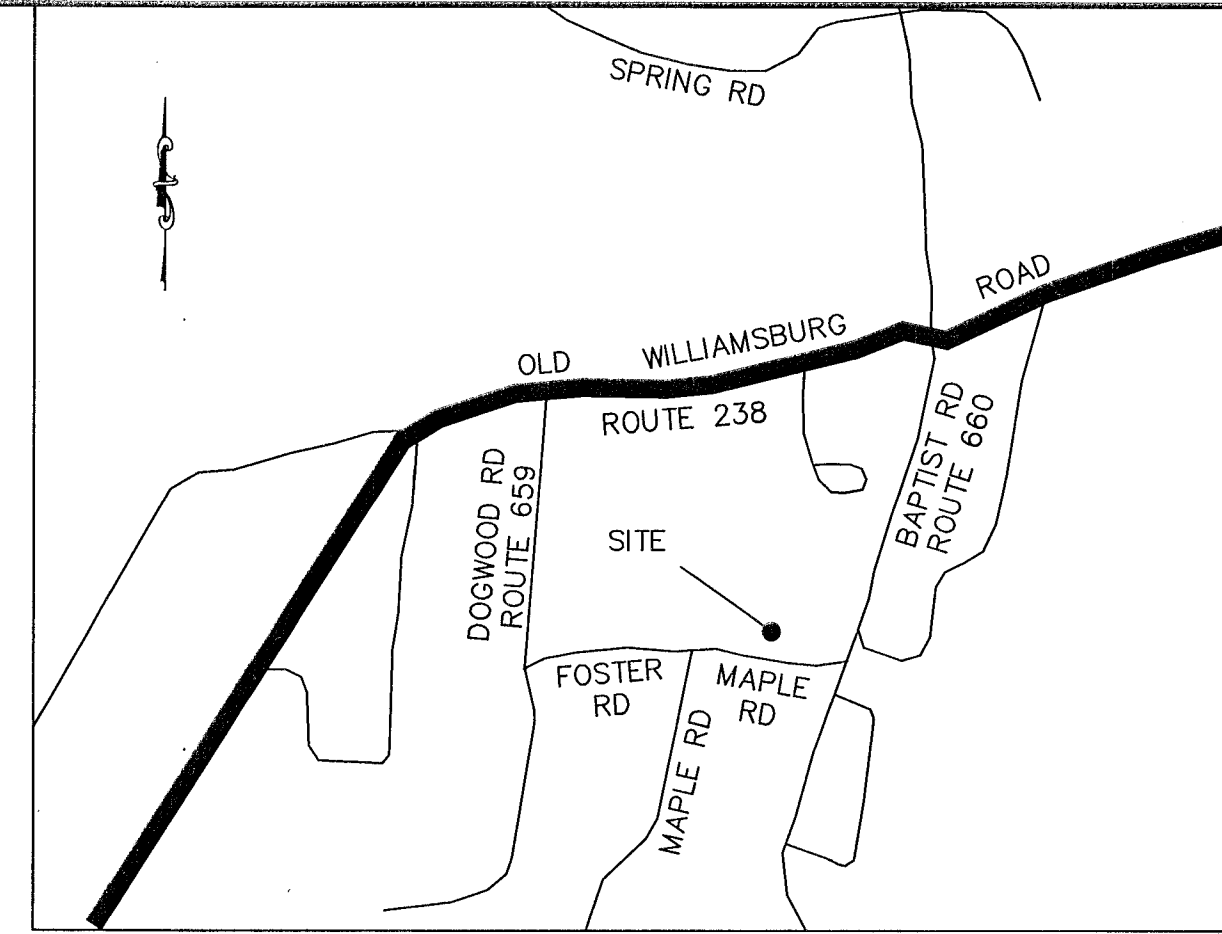 SPRING RD
OLD WILLIAMSBURG ROAD
ROUTE 238
DOGWOOD RD
ROUTE 659
BAPTIST RD
ROUTE 660
SITE
FOSTER
RD
MAPLE
RD
MAPLE RD